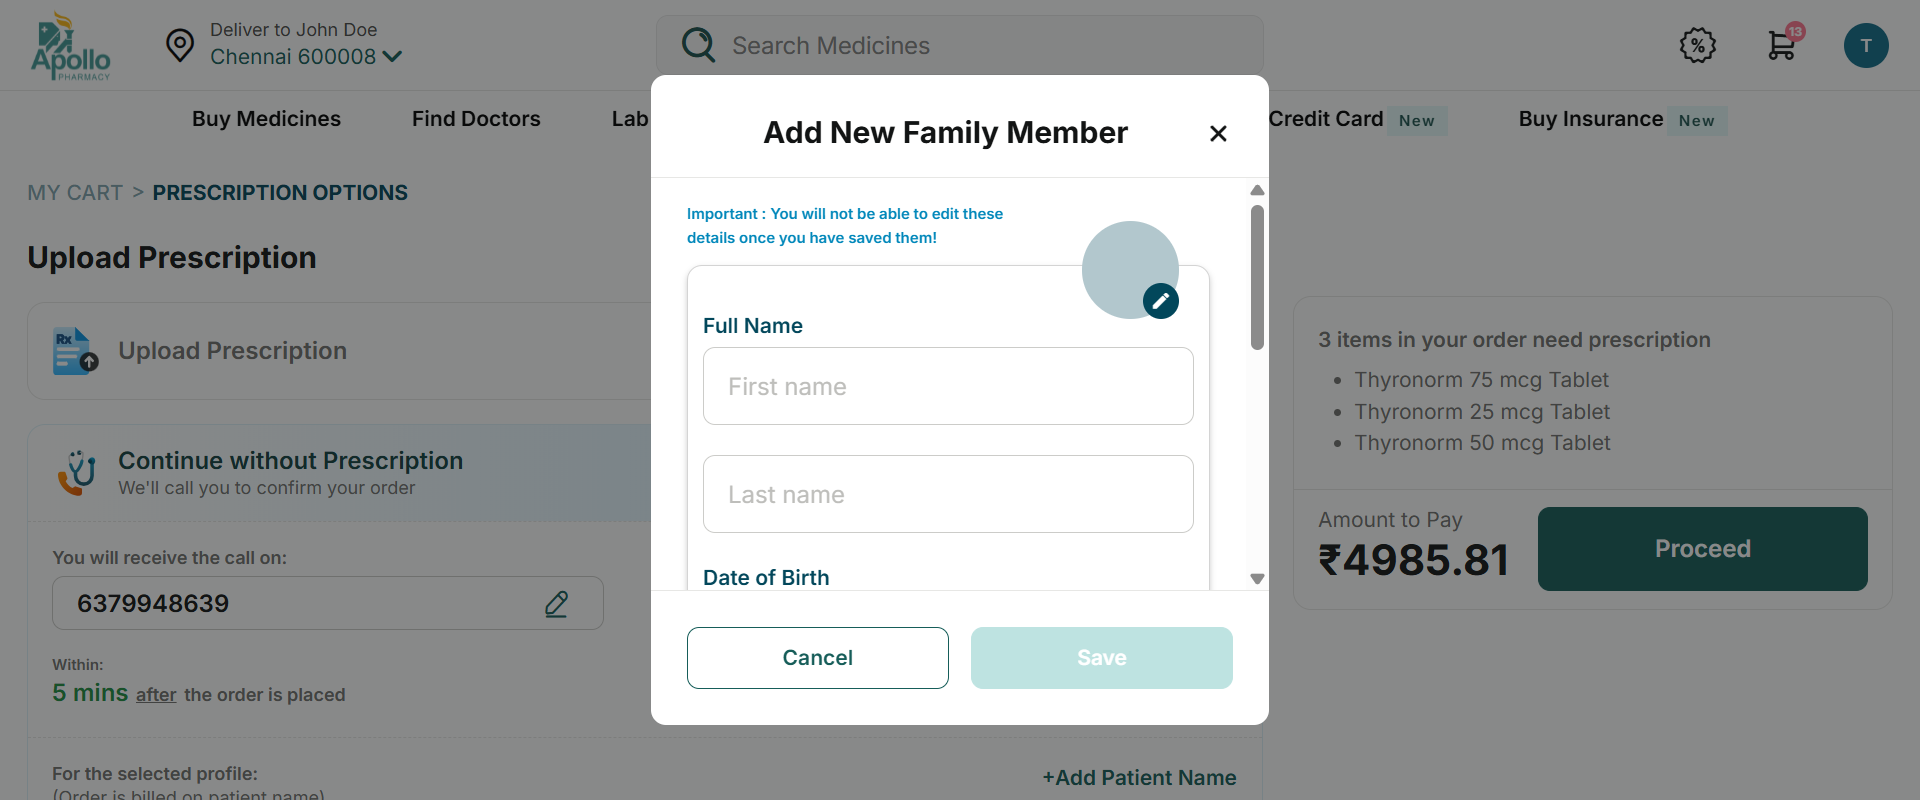 Apollo
PHARMACY
Deliver to John Doe
Chennai 600008
Search Medicines
%
13
T
Buy Medicines
Find Doctors
Lab
Credit Card New
Buy Insurance New
MY CART > PRESCRIPTION OPTIONS
Upload Prescription
Rx
Upload Prescription
Continue without Prescription
We'll call you to confirm your order
You will receive the call on:
6379948639
Within:
5 mins after the order is placed
For the selected profile:
(Order is billed on patient name)
+Add Patient Name
Add New Family Member
Important : You will not be able to edit these
details once you have saved them!
Full Name
First name
Last name
Date of Birth
Cancel
Save
3 items in your order need prescription
• Thyronorm 75 mcg Tablet
• Thyronorm 25 mcg Tablet
• Thyronorm 50 mcg Tablet
Amount to Pay
₹4985.81
Proceed